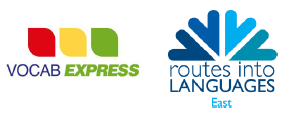 VOCAB EXPRESS
routes into
LANGUAGES
East